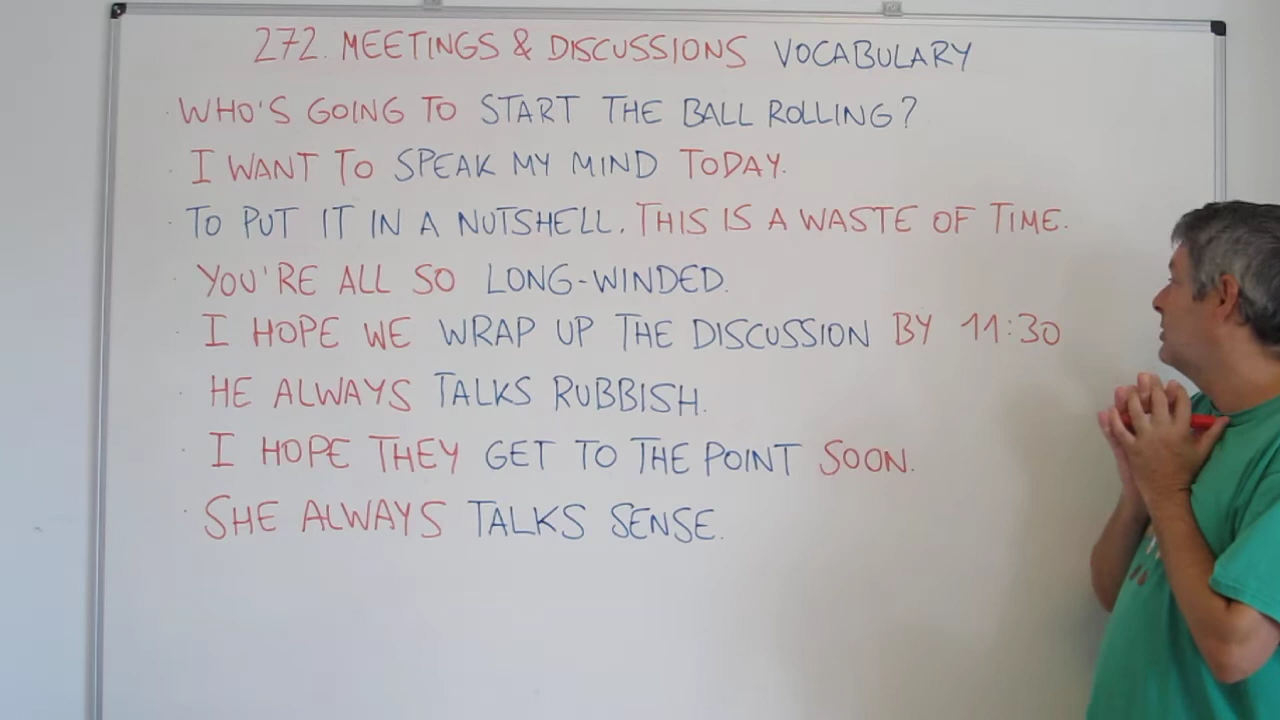 272. MEETINGS & DISCUSSIONS VOCABULARY
WHO'S GOING TO START THE BALL ROLLING?
I WANT TO SPEAK MY MIND TODAY.
TO PUT IT IN A NUTSHELL, THIS IS A WASTE OF TIME.
YOU'RE ALL SO LONG-WINDED.
I HOPE WE WRAP UP THE DISCUSSION BY 11:30
HE ALWAYS TALKS RUBBISH.
I HOPE THEY GET TO THE POINT SOON.
SHE ALWAYS TALKS SENSE.